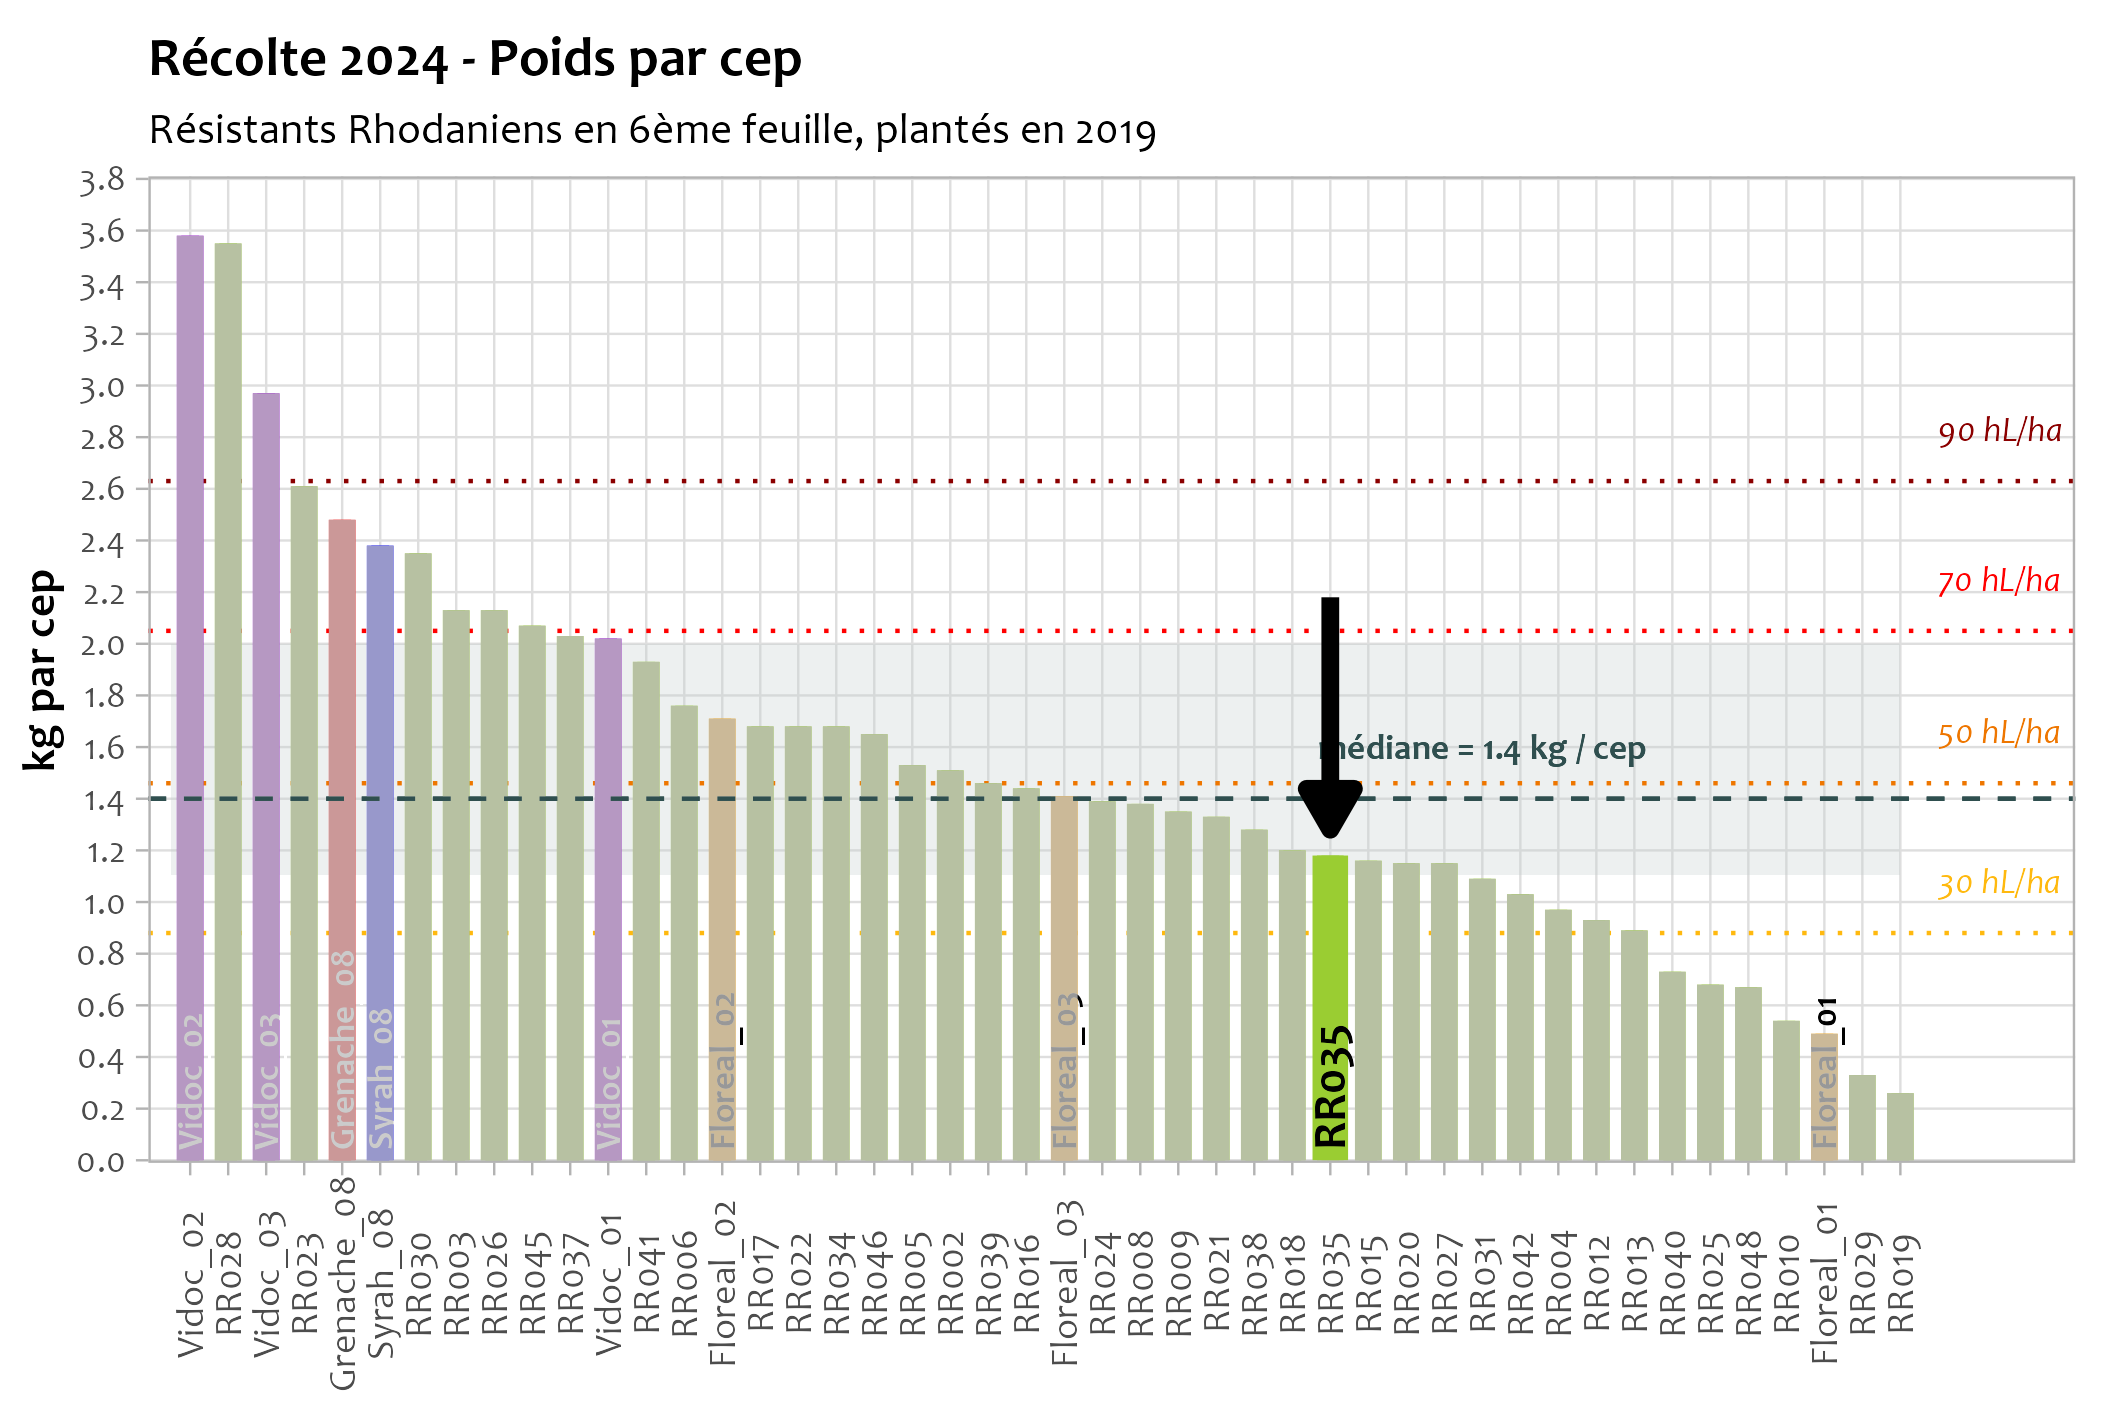 Récolte 2024 - Poids par cep
Résistants Rhodaniens en 6ème feuille, plantés en 2019
kg par cep
3.8
3.6
3.4
3.2
3.0
2.8
2.6
2.4
2.2
2.0
1.8
1.6
1.4
1.2
1.0
0.8
0.6
0.4
0.2
0.0
90 hL/ha
70 hL/ha
50 hL/ha
30 hL/ha
médiane = 1.4 kg / cep
Vidoc_02
Vidoc_03
Grenache_08
Syrah_08
Vidoc_01
Floreal_02
Floreal_03
RR035
Floreal_01
Vidoc_02
RR028
Vidoc_03
RR023
Grenache_08
Syrah_08
RR030
RR003
RR026
RR045
RR037
Vidoc_01
RR041
RR006
Floreal_02
RR017
RR022
RR034
RR046
RR005
RR002
RR039
RR016
Floreal_03
RR024
RR008
RR009
RR021
RR038
RR018
RR035
RR015
RR020
RR027
RR031
RR042
RR004
RR012
RR013
RR040
RR025
RR048
RR010
Floreal_01
RR029
RR019